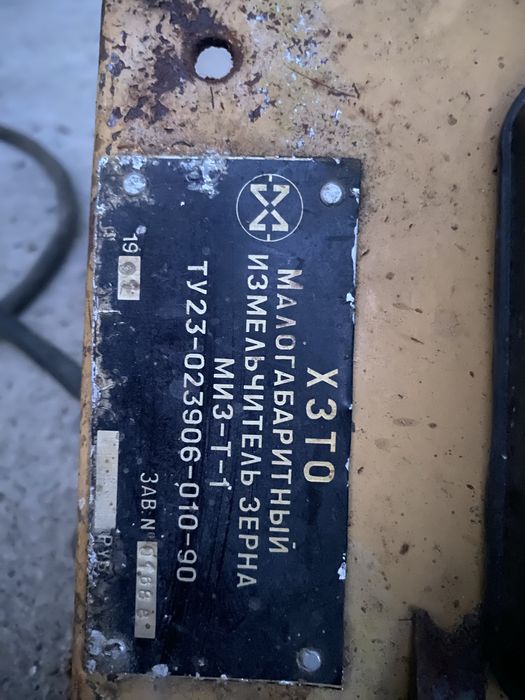 ХЗТО
МАЛОГАБАРИТНЫЙ
ИЗМЕЛЬЧИТЕЛЬ ЗЕРНА
МИЗ-Т-1
ТУ23-023906-010-90
ЗАВ.№
19
РУБ.